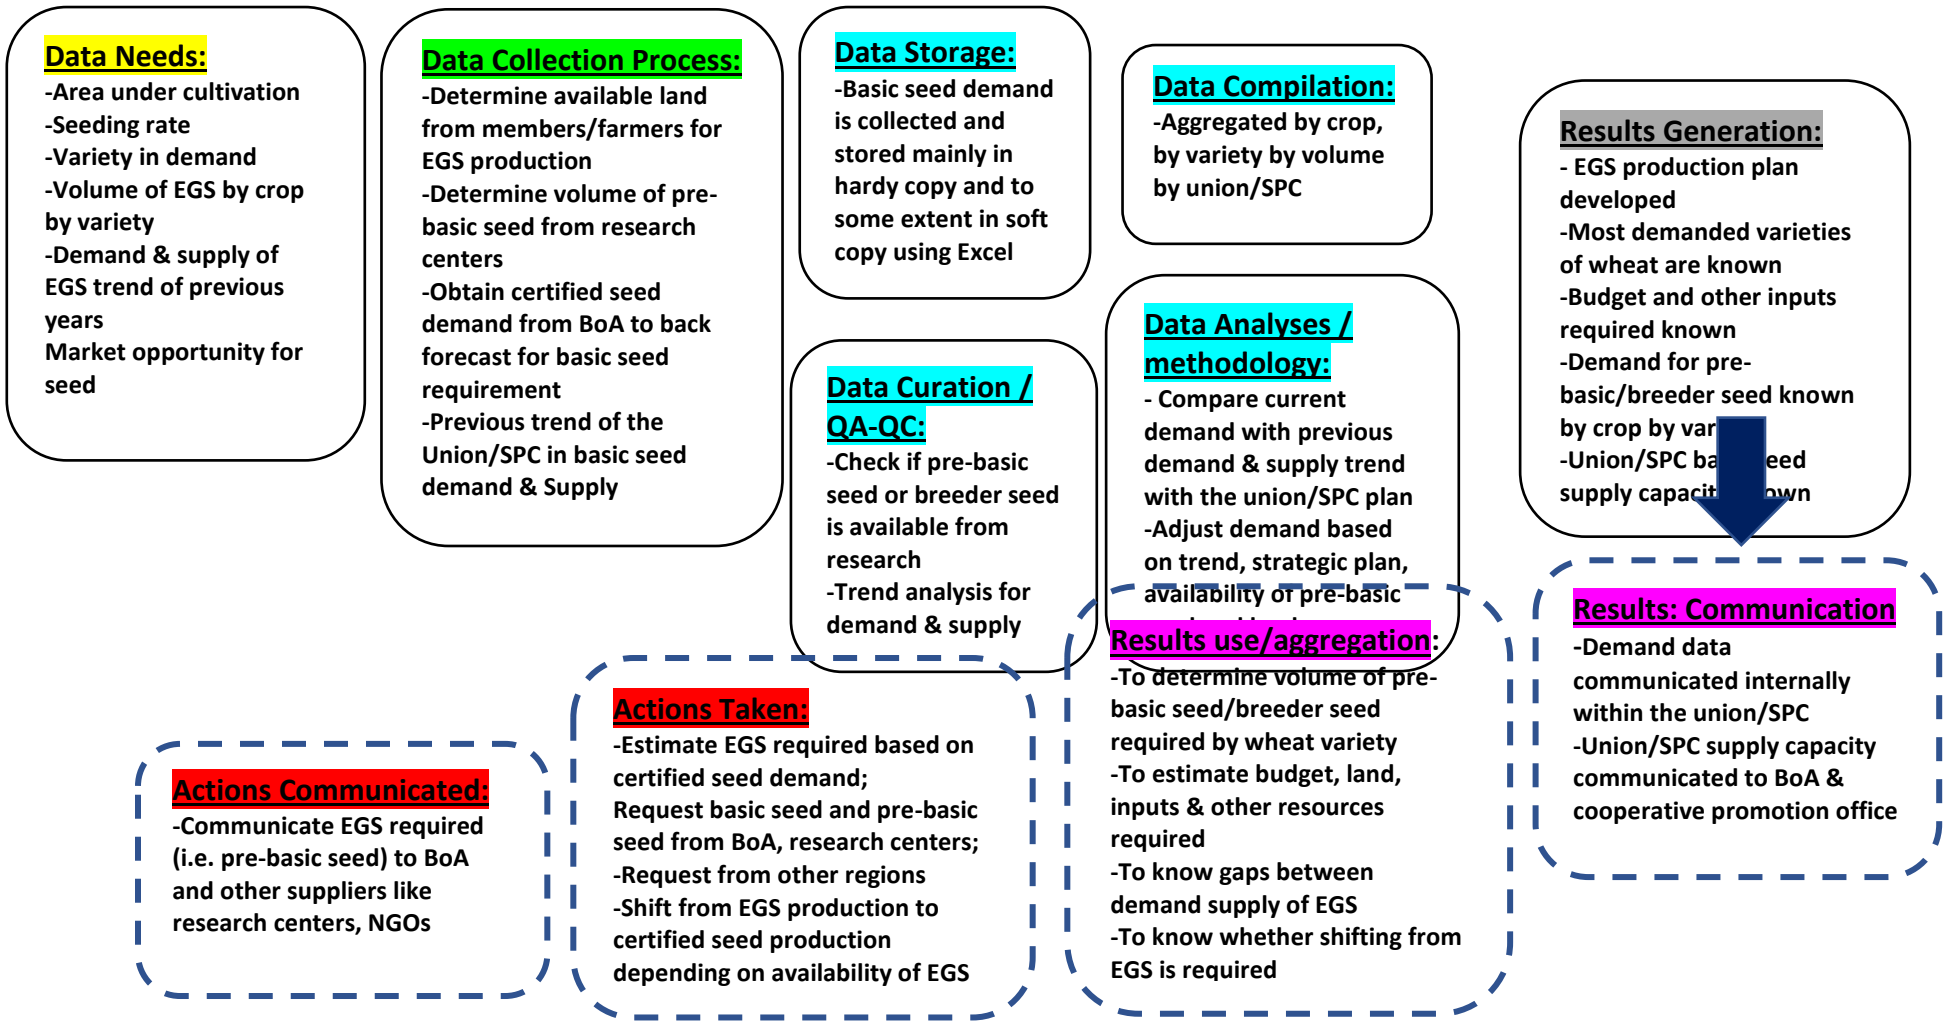 Data Needs:
-Area under cultivation
-Seeding rate
-Variety in demand
-Volume of EGS by crop
by variety
-Demand & supply of
EGS trend of previous
years
Market opportunity for
seed
Data Collection Process:
-Determine available land
from members/farmers for
EGS production
-Determine volume of pre-
basic seed from research
centers
-Obtain certified seed
demand from BoA to back
forecast for basic seed
requirement
-Previous trend of the
Union/SPC in basic seed
demand & Supply
Data Storage:
-Basic seed demand
is collected and
stored mainly in
hardy copy and to
some extent in soft
copy using Excel
Data Curation /
QA-QC:
-Check if pre-basic
seed or breeder seed
is available from
research
-Trend analysis for
demand & supply
Data Compilation:
-Aggregated by crop,
by variety by volume
by union/SPC
Data Analyses /
methodology:
- Compare current
demand with previous
demand & supply trend
with the union/SPC plan
-Adjust demand based
on trend, strategic plan,
availability of pre-basic
Results Generation:
- EGS production plan
developed
-Most demanded varieties
of wheat are known
-Budget and other inputs
required known
-Demand for pre-
basic/breeder seed known
by crop by
-Union/SPC
supply
Results: Communication
-Demand data
communicated internally
within the union/SPC
-Union/SPC supply capacity
communicated to BoA &
cooperative promotion office
Results use/aggregation:
-To determine volume of pre-
basic seed/breeder seed
required by wheat variety
-To estimate budget, land,
inputs & other resources
required
-To know gaps between
demand supply of EGS
-To know whether shifting from
EGS is required
Actions Taken:
-Estimate EGS required based on
certified seed demand;
Request basic seed and pre-basic
seed from BoA, research centers;
-Request from other regions
-Shift from EGS production to
certified seed production
depending on availability of EGS
Actions Communicated:
-Communicate EGS required
(i.e. pre-basic seed) to BoA
and other suppliers like
research centers, NGOs